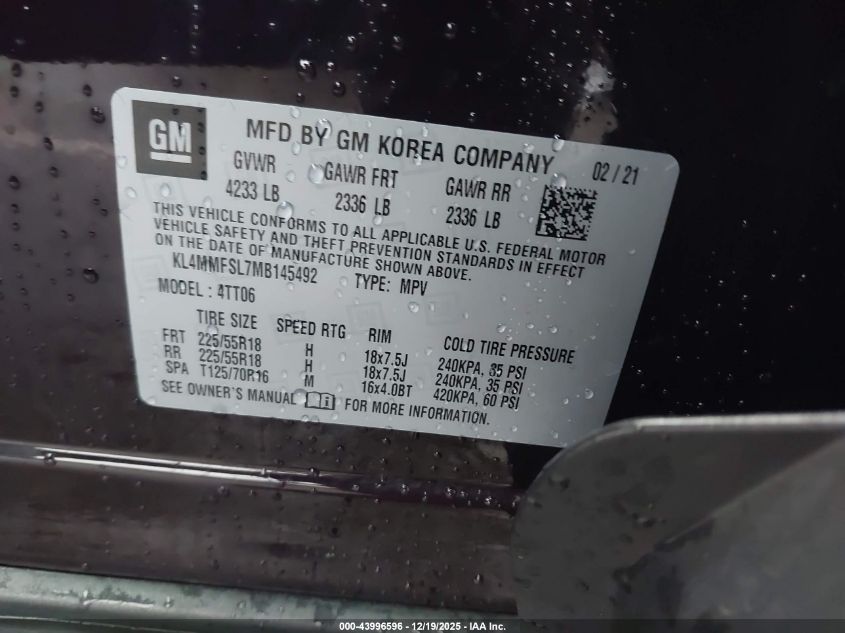 GM
MFD BY GM KOREA COMPANY 02 / 21
GVWR GAWR FRT GAWR RR
4233 LB 2336 LB 2336 LB
THIS VEHICLE CONFORMS TO ALL APPLICABLE U.S. FEDERAL MOTOR
VEHICLE SAFETY AND THEFT PREVENTION STANDARDS IN EFFECT
ON THE DATE OF MANUFACTURE SHOWN ABOVE.
KL4MMFSL7MB145492 TYPE: MPV
MODEL : 4TT06
TIRE SIZE SPEED RTG RIM COLD TIRE PRESSURE
FRT 225/55R18 H 18x7.5J 240KPA, 35 PSI
RR 225/55R18 H 18x7.5J 240KPA, 35 PSI
SPA T125/70R16 M 16x4.0BT 420KPA, 60 PSI
SEE OWNER'S MANUAL FOR MORE INFORMATION.
000-43996596 - 12/19/2025 - IAA Inc.